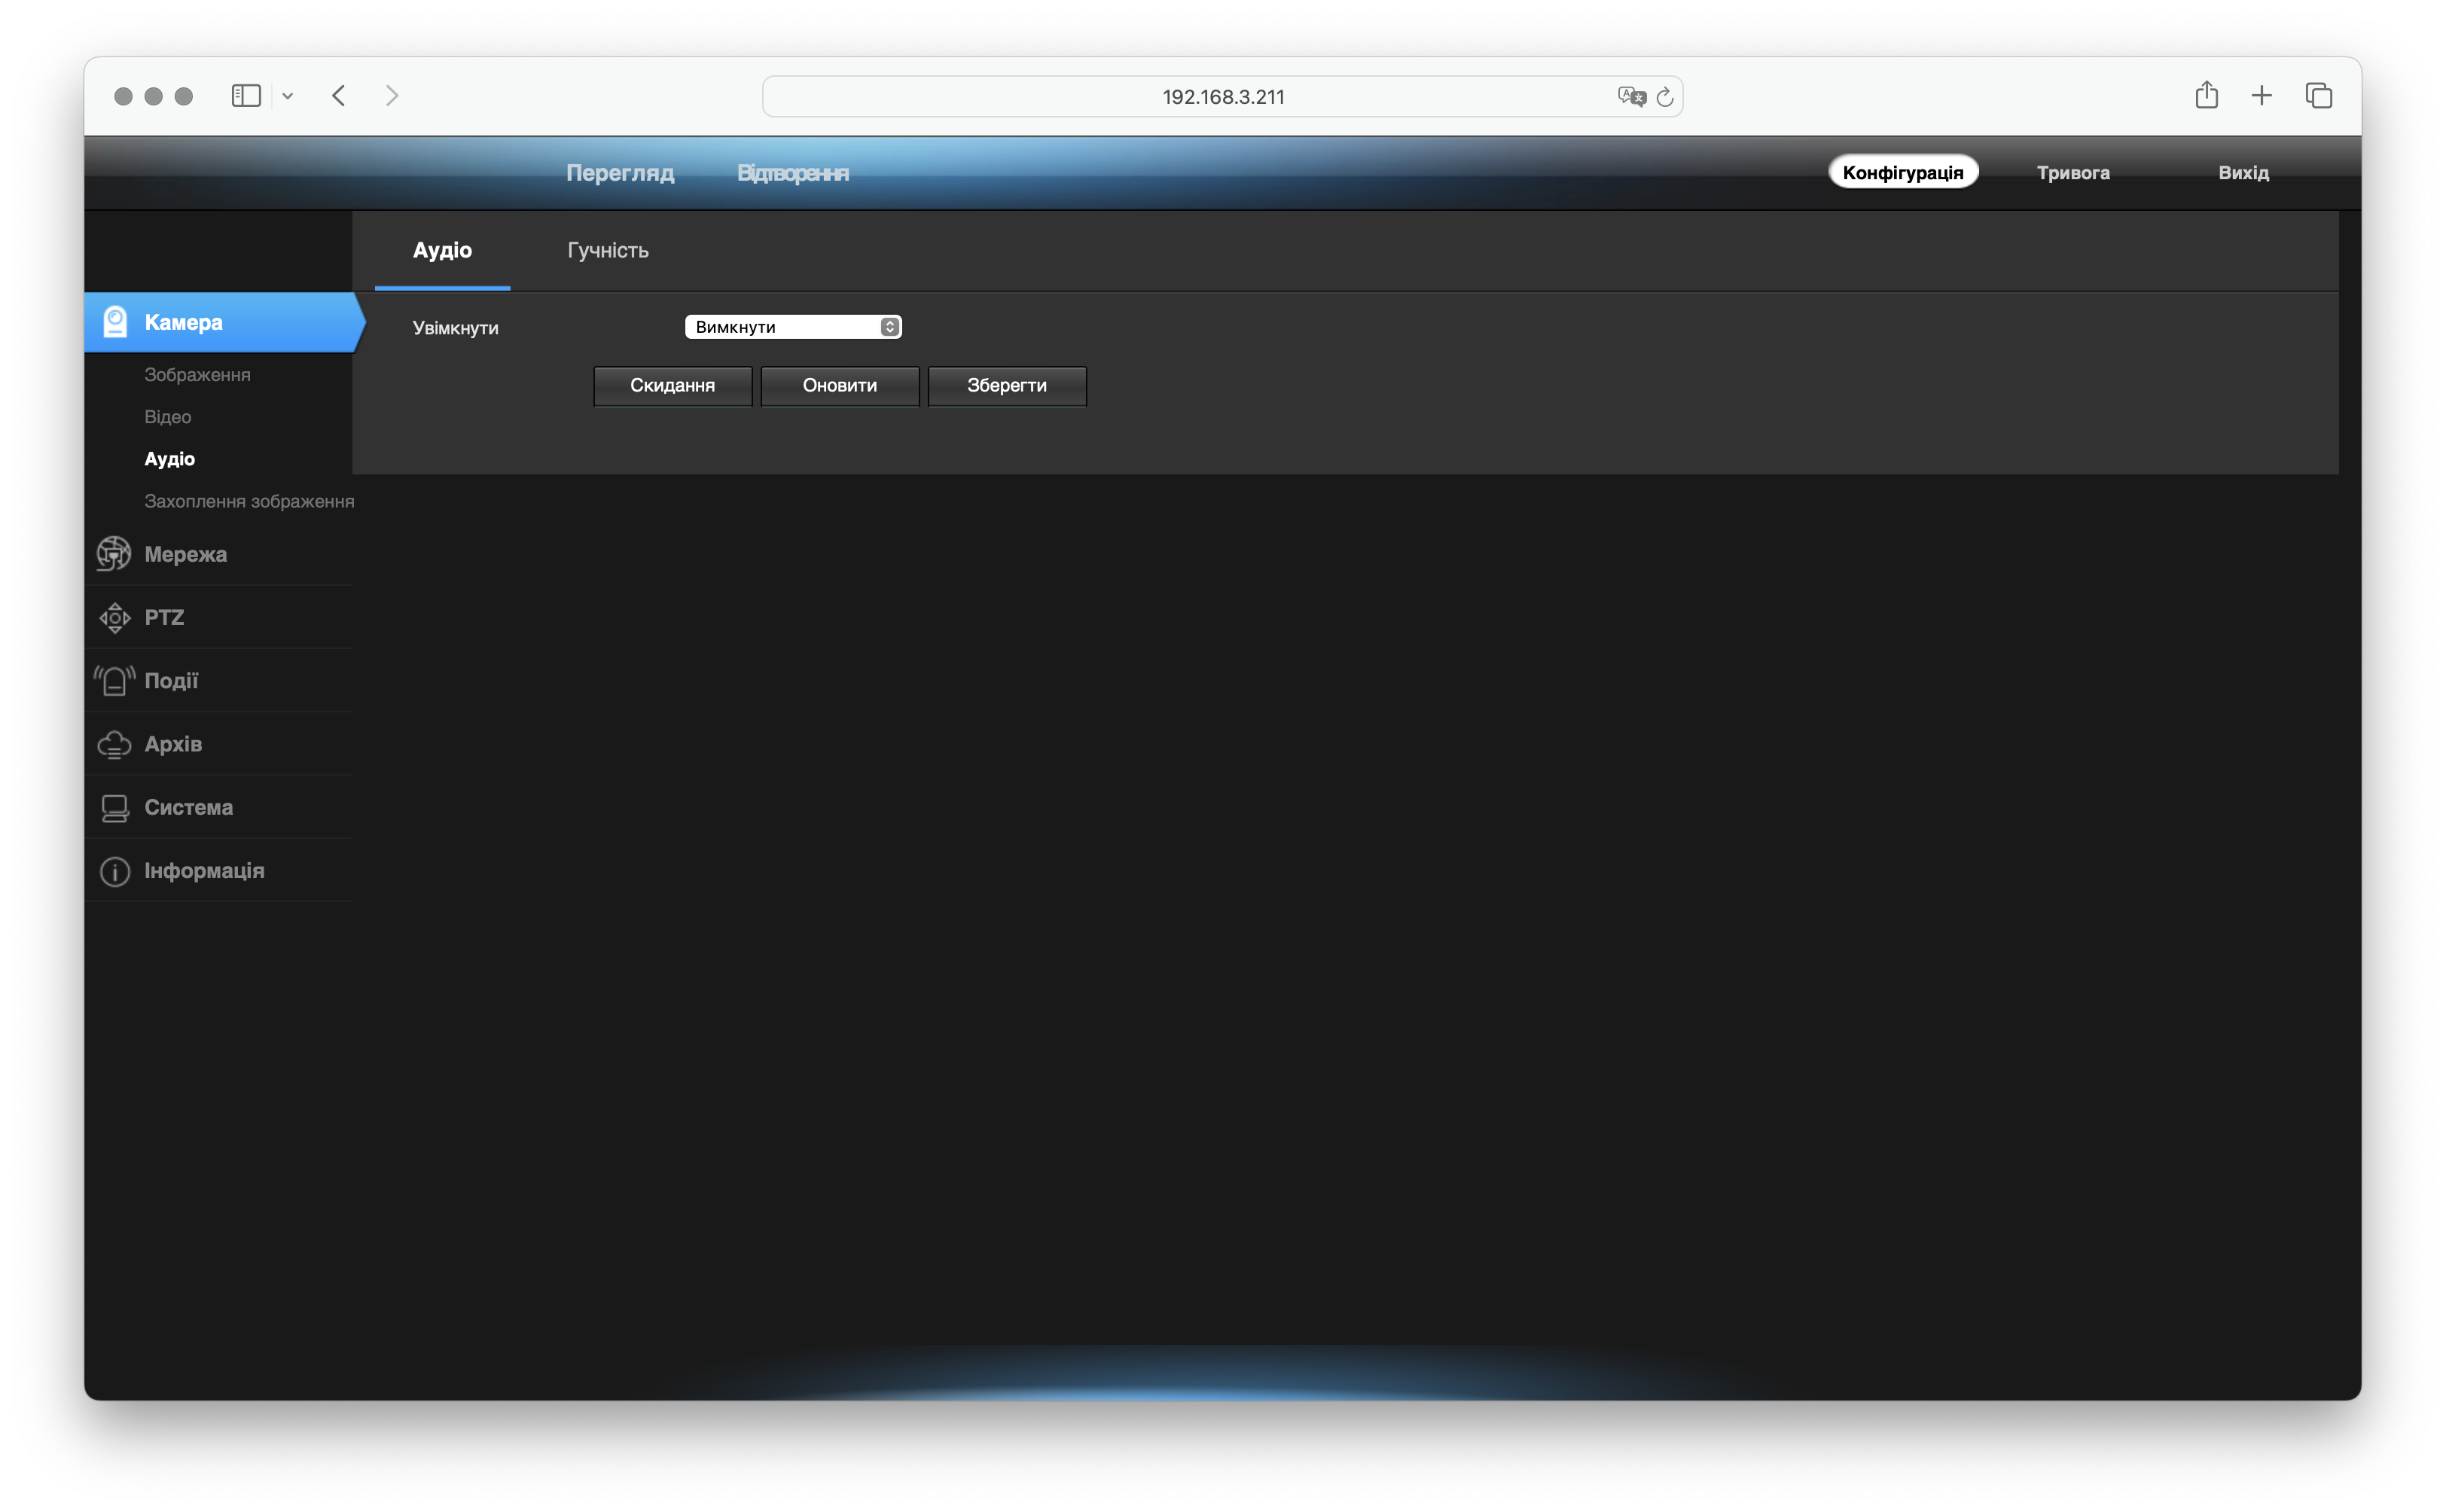 192.168.3.211
Перегляд Відтворення Конфігурація Тривога Вихід
Аудіо Гучність
Камера
Увімкнути Вимкнути
Зображення
Скидання Оновити Зберегти
Відео
Аудіо
Захоплення зображення
Мережа
PTZ
Події
Архів
Система
Інформація